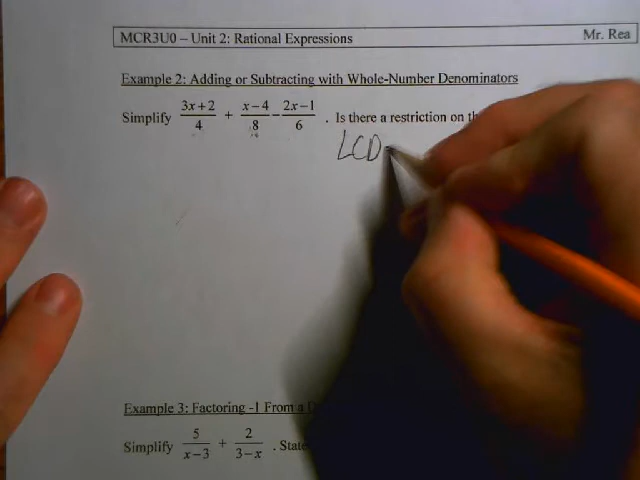 MCR3U0 – Unit 2: Rational Expressions Mr. Rea
Example 2: Adding or Subtracting with Whole-Number Denominators
Simplify (3x+2)/4 + (x−4)/8 − (2x−1)/6 . Is there a restriction on
LCD
Example 3: Factoring -1 From a
Simplify 5/(x−3) + 2/(3−x) . State